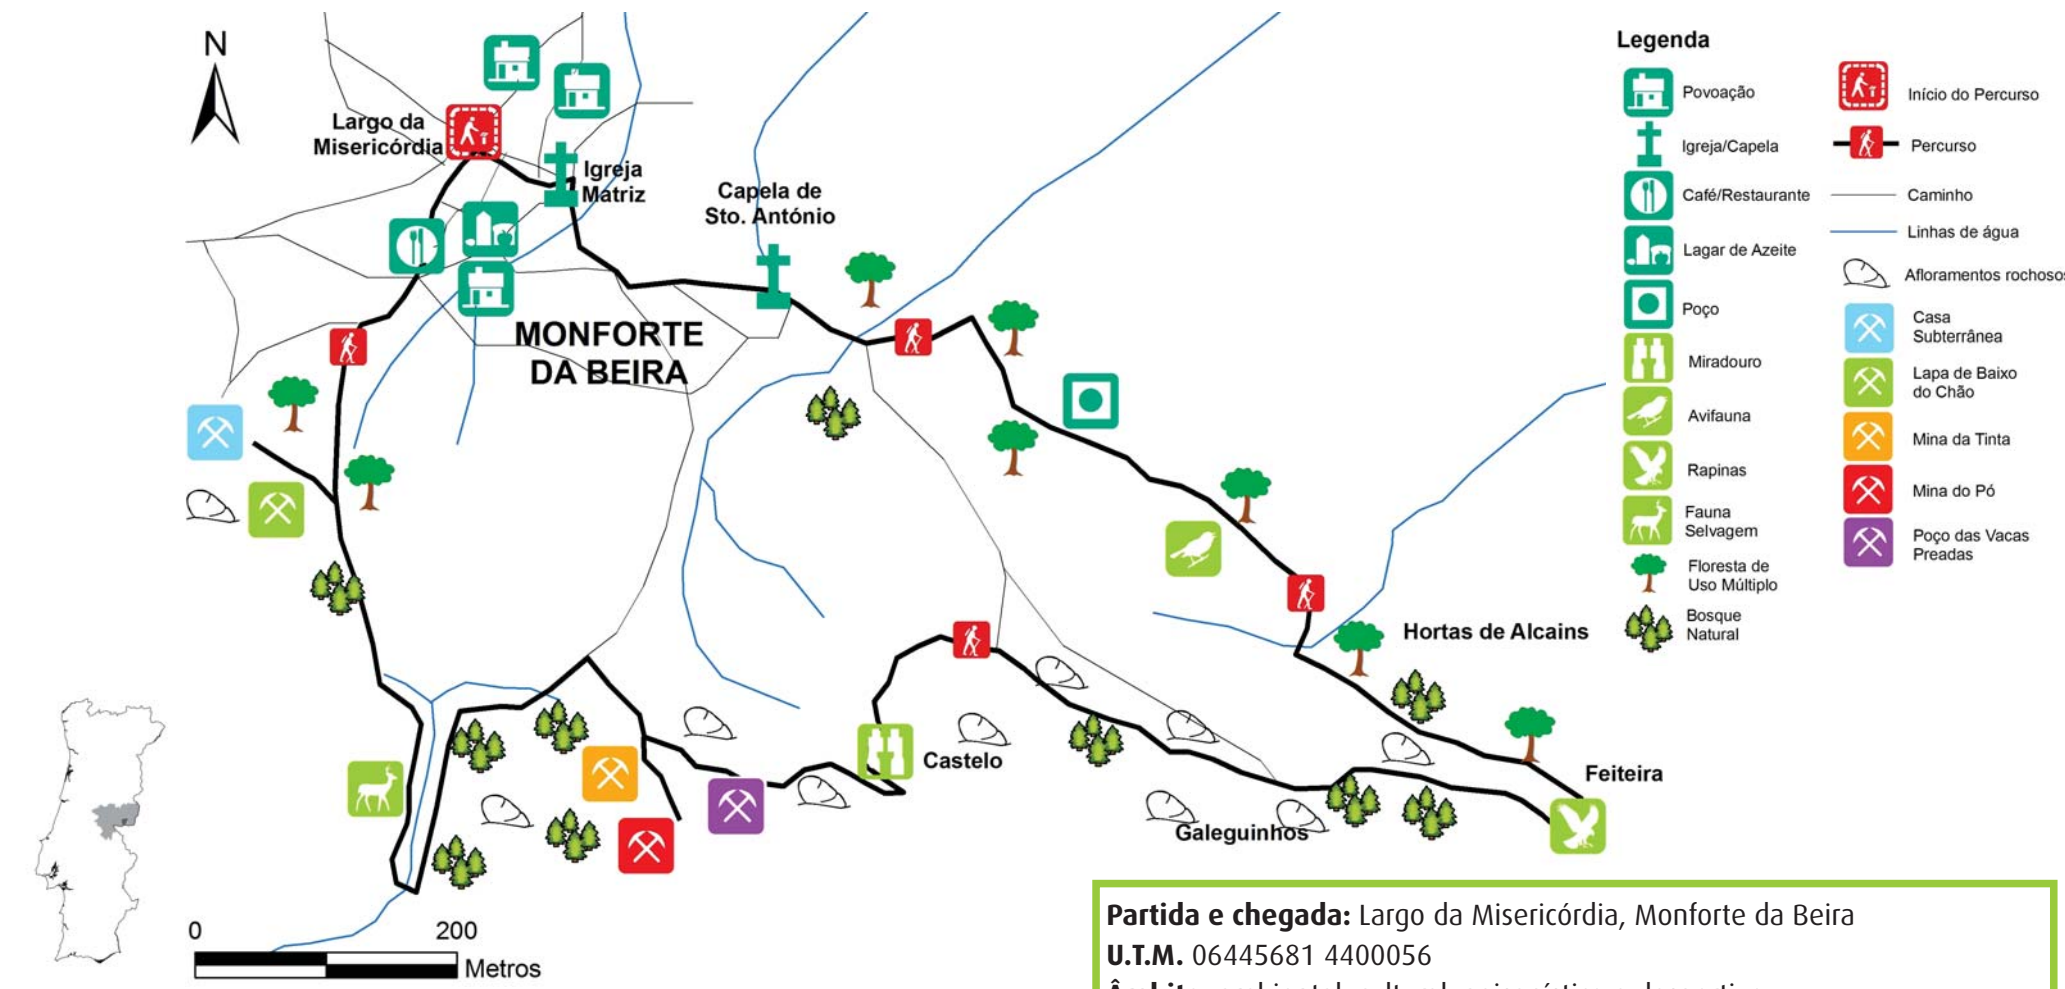 N
Largo da
Misericórdia
Igreja
Matriz
Capela de
Sto. António
MONFORTE
DA BEIRA
Hortas de Alcains
Castelo
Feiteira
Galeguinhos
0 200
Metros
Legenda
Povoação
Igreja/Capela
Café/Restaurante
Lagar de Azeite
Poço
Miradouro
Avifauna
Rapinas
Fauna
Selvagem
Floresta de
Uso Múltiplo
Bosque
Natural
Início do Percurso
Percurso
Caminho
Linhas de água
Afloramentos rochosos
Casa
Subterrânea
Lapa de Baixo
do Chão
Mina da Tinta
Mina do Pó
Poço das Vacas
Preadas
Partida e chegada: Largo da Misericórdia, Monforte da Beira
U.T.M. 06445681 4400056